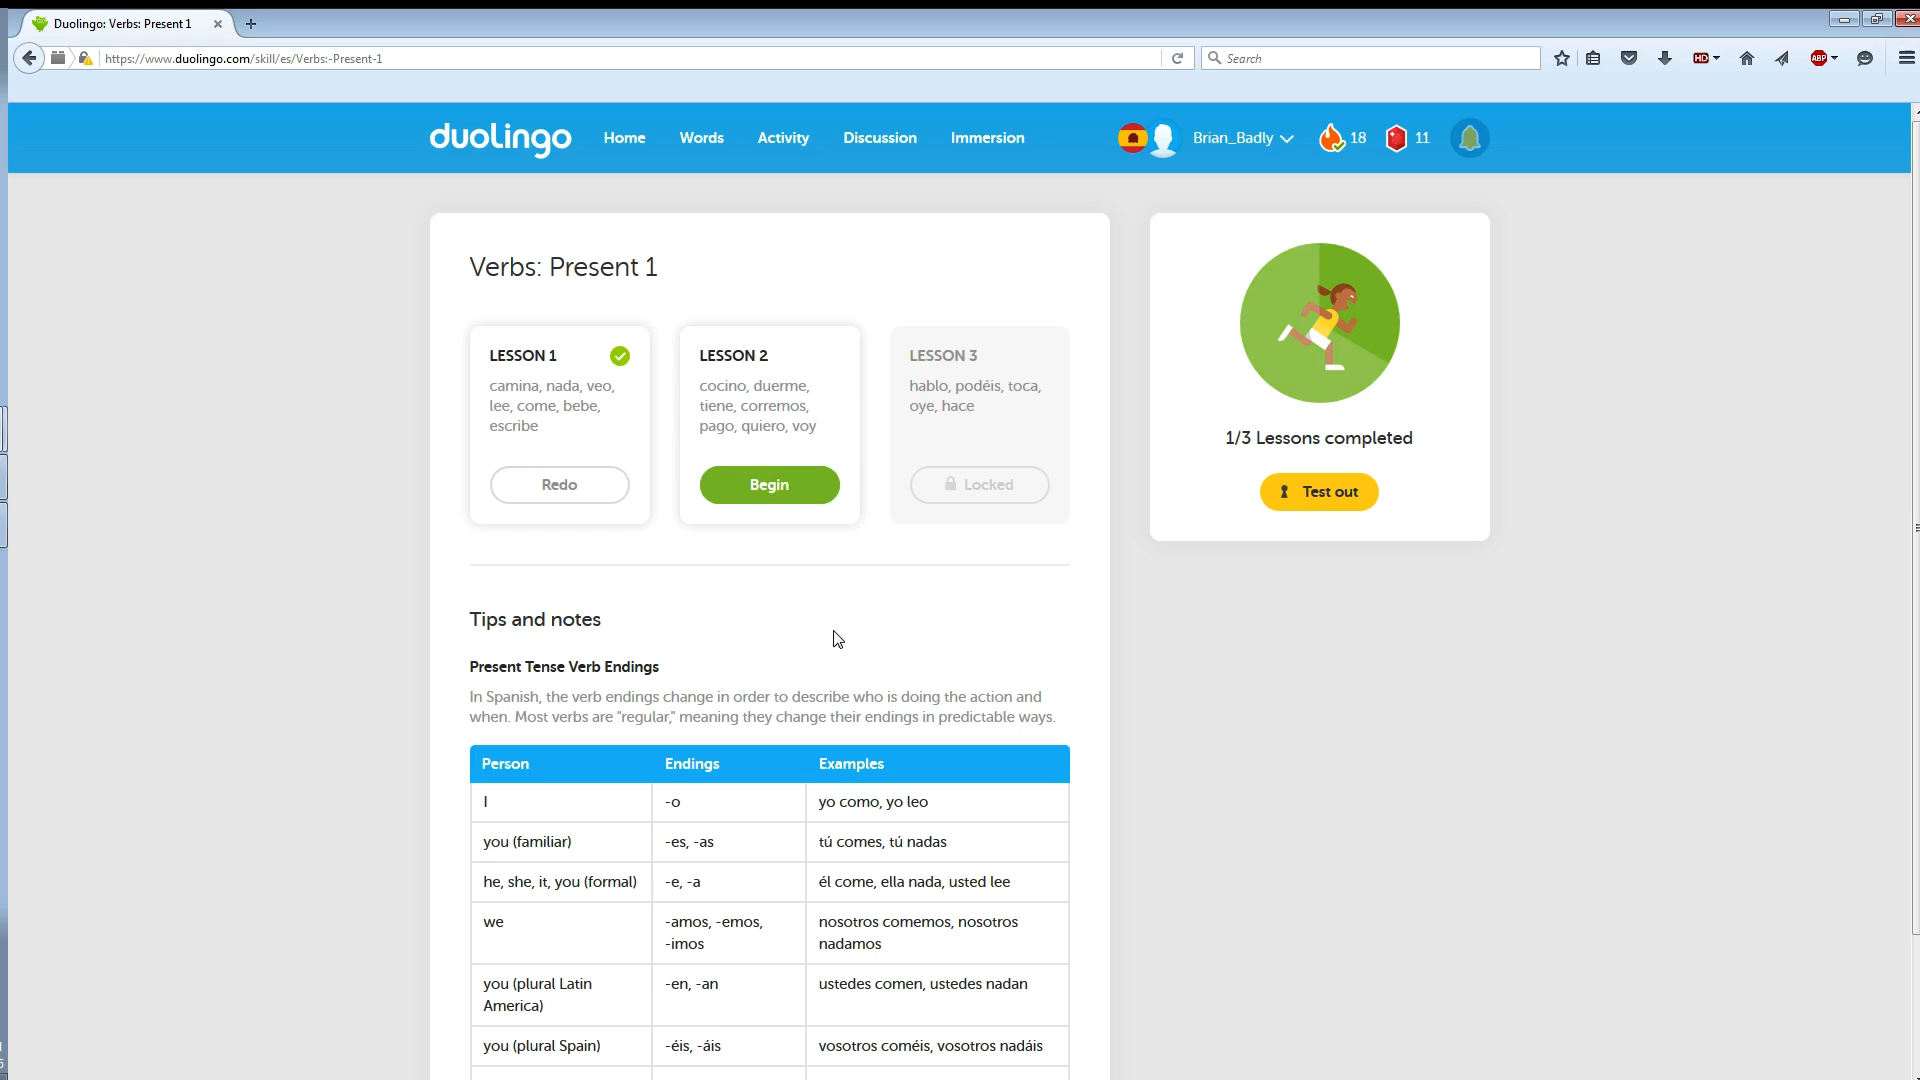 Duolingo: Verbs: Present 1
https://www.duolingo.com/skill/es/Verbs:-Present-1
Search
HD
ABP
duolingo
Home
Words
Activity
Discussion
Immersion
Brian_Badly
18
11
Verbs: Present 1
LESSON 1
camina, nada, veo,
lee, come, bebe,
escribe
Redo
LESSON 2
cocino, duerme,
tiene, corremos,
pago, quiero, voy
Begin
LESSON 3
hablo, podéis, toca,
oye, hace
Locked
1/3 Lessons completed
Test out
Tips and notes
Present Tense Verb Endings
In Spanish, the verb endings change in order to describe who is doing the action and
when. Most verbs are "regular," meaning they change their endings in predictable ways.
Person Endings Examples
I -o yo como, yo leo
you (familiar) -es, -as tú comes, tú nadas
he, she, it, you (formal) -e, -a él come, ella nada, usted lee
we -amos, -emos, nosotros comemos, nosotros
-imos nadamos
you (plural Latin -en, -an ustedes comen, ustedes nadan
America)
you (plural Spain) -éis, -áis vosotros coméis, vosotros nadáis